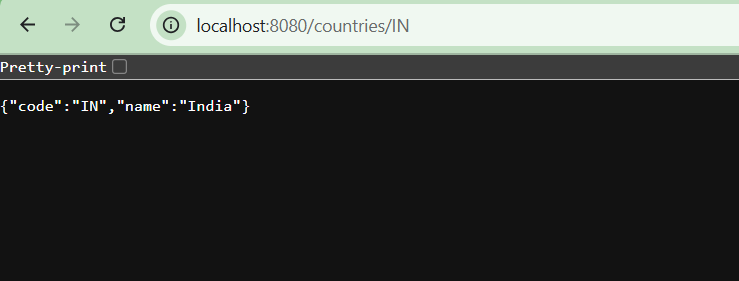 localhost:8080/countries/IN
Pretty-print
{"code":"IN","name":"India"}